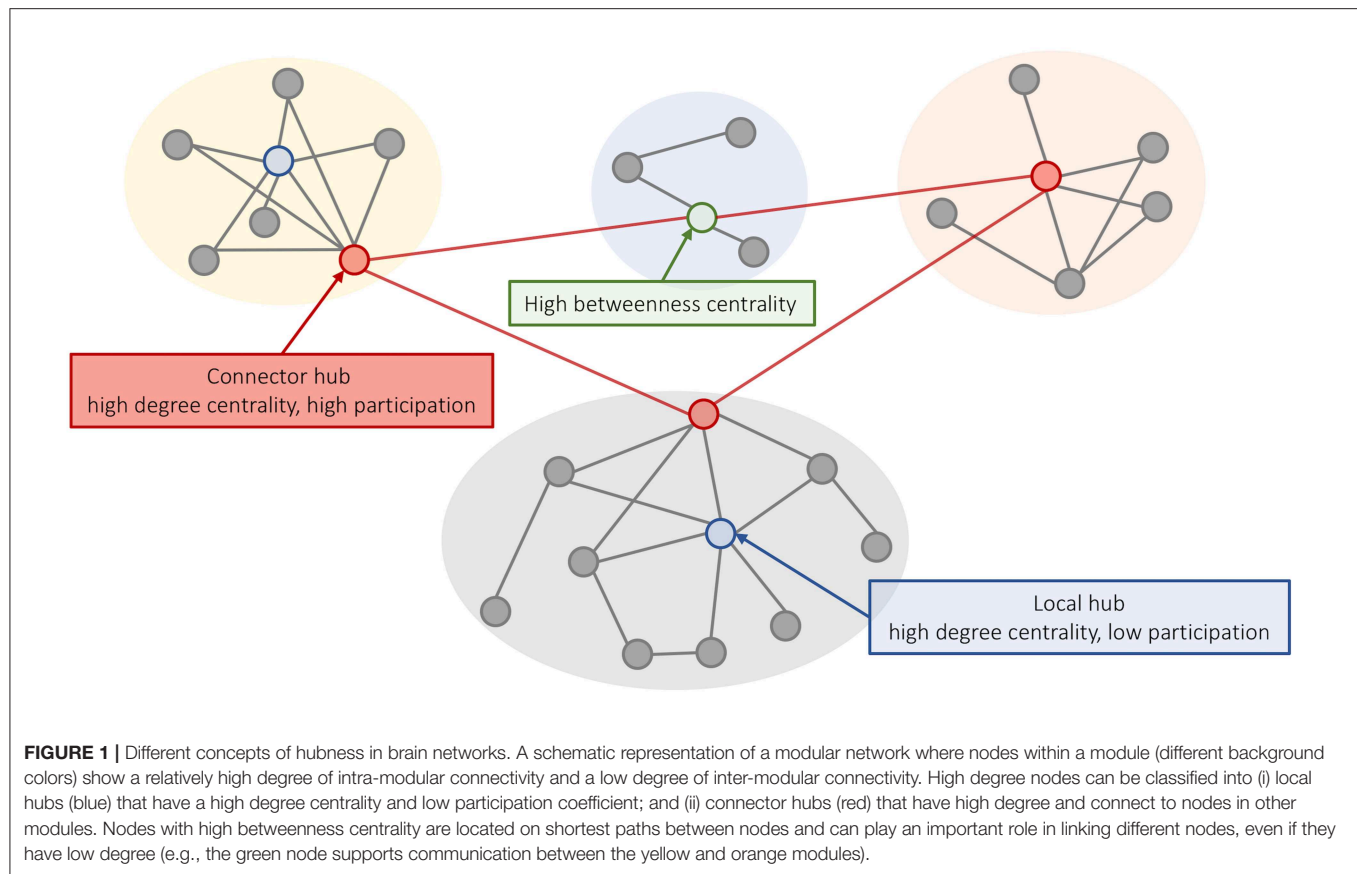 High betweenness centrality
Connector hub
high degree centrality, high participation
Local hub
high degree centrality, low participation
FIGURE 1 | Different concepts of hubness in brain networks. A schematic representation of a modular network where nodes within a module (different background
colors) show a relatively high degree of intra-modular connectivity and a low degree of inter-modular connectivity. High degree nodes can be classified into (i) local
hubs (blue) that have a high degree centrality and low participation coefficient; and (ii) connector hubs (red) that have high degree and connect to nodes in other
modules. Nodes with high betweenness centrality are located on shortest paths between nodes and can play an important role in linking different nodes, even if they
have low degree (e.g., the green node supports communication between the yellow and orange modules).